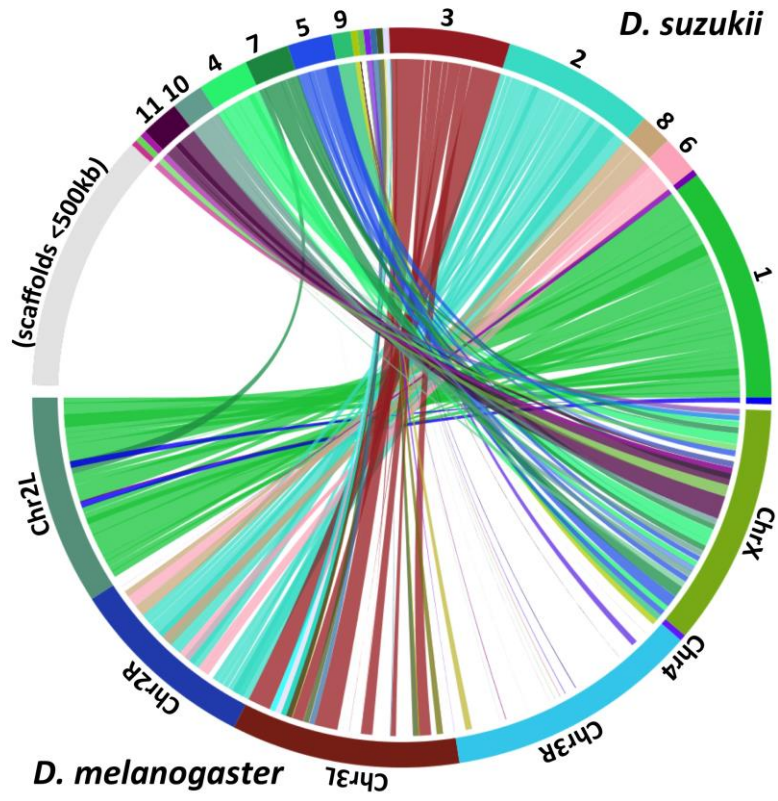 D. suzukii
(scaffolds <500kb)
11
10
4
7
5
9
3
2
8
6
1
ChrX
Chr4
Chr3R
Chr3L
Chr2R
Chr2L
D. melanogaster